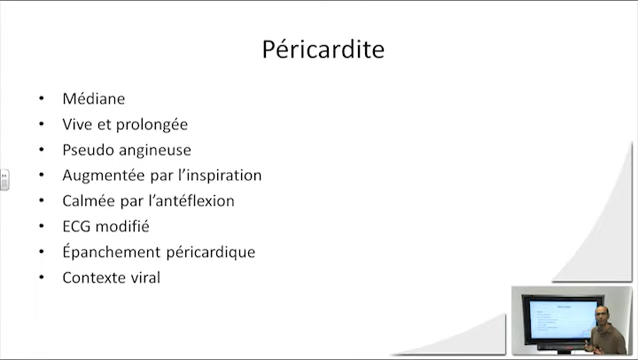 Péricardite
• Médiane
• Vive et prolongée
• Pseudo angineuse
• Augmentée par l’inspiration
• Calmée par l’antéflexion
• ECG modifié
• Épanchement péricardique
• Contexte viral